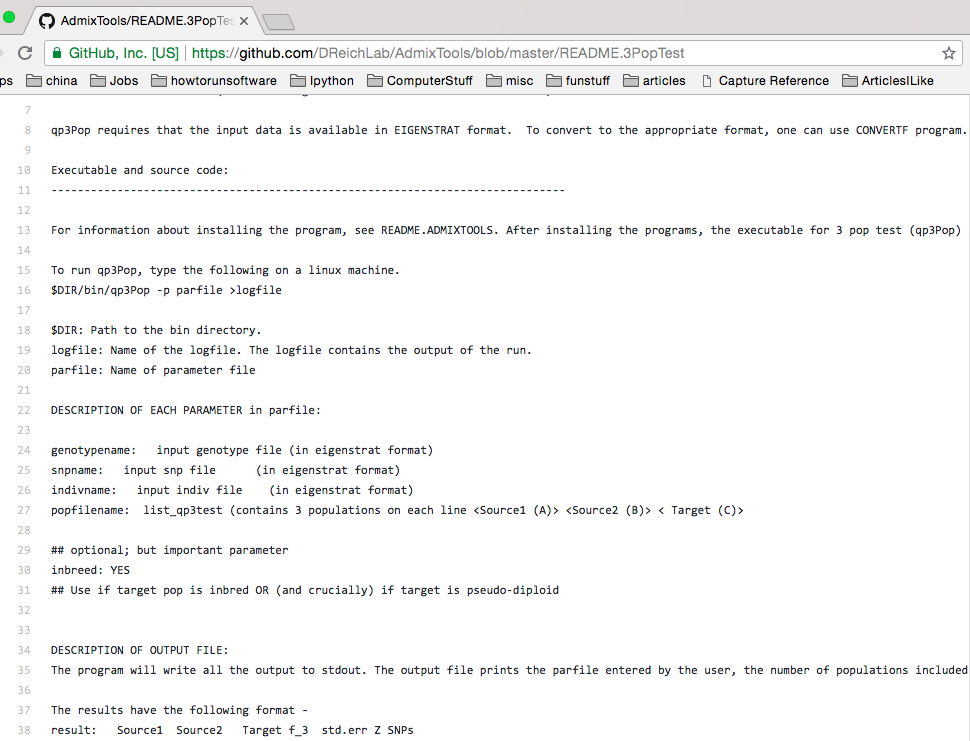 AdmixTools/README.3PopTes
GitHub, Inc. [US] https://github.com/DReichLab/AdmixTools/blob/master/README.3PopTest
ps china Jobs howtorunsoftware Ipython ComputerStuff misc funstuff articles Capture Reference ArticlesILike
7
8 qp3Pop requires that the input data is available in EIGENSTRAT format.  To convert to the appropriate format, one can use CONVERTF program.
9
10 Executable and source code:
11 ------------------------------------------------------------------------------
12
13 For information about installing the program, see README.ADMIXTOOLS. After installing the programs, the executable for 3 pop test (qp3Pop)
14
15 To run qp3Pop, type the following on a linux machine.
16 $DIR/bin/qp3Pop -p parfile >logfile
17
18 $DIR: Path to the bin directory.
19 logfile: Name of the logfile. The logfile contains the output of the run.
20 parfile: Name of parameter file
21
22 DESCRIPTION OF EACH PARAMETER in parfile:
23
24 genotypename:   input genotype file (in eigenstrat format)
25 snpname:   input snp file      (in eigenstrat format)
26 indivname:   input indiv file    (in eigenstrat format)
27 popfilename:  list_qp3test (contains 3 populations on each line <Source1 (A)> <Source2 (B)> < Target (C)>
28
29 ## optional; but important parameter
30 inbreed: YES
31 ## Use if target pop is inbred OR (and crucially) if target is pseudo-diploid
32
33
34 DESCRIPTION OF OUTPUT FILE:
35 The program will write all the output to stdout. The output file prints the parfile entered by the user, the number of populations included
36
37 The results have the following format -
38 result:   Source1  Source2   Target f_3  std.err Z SNPs